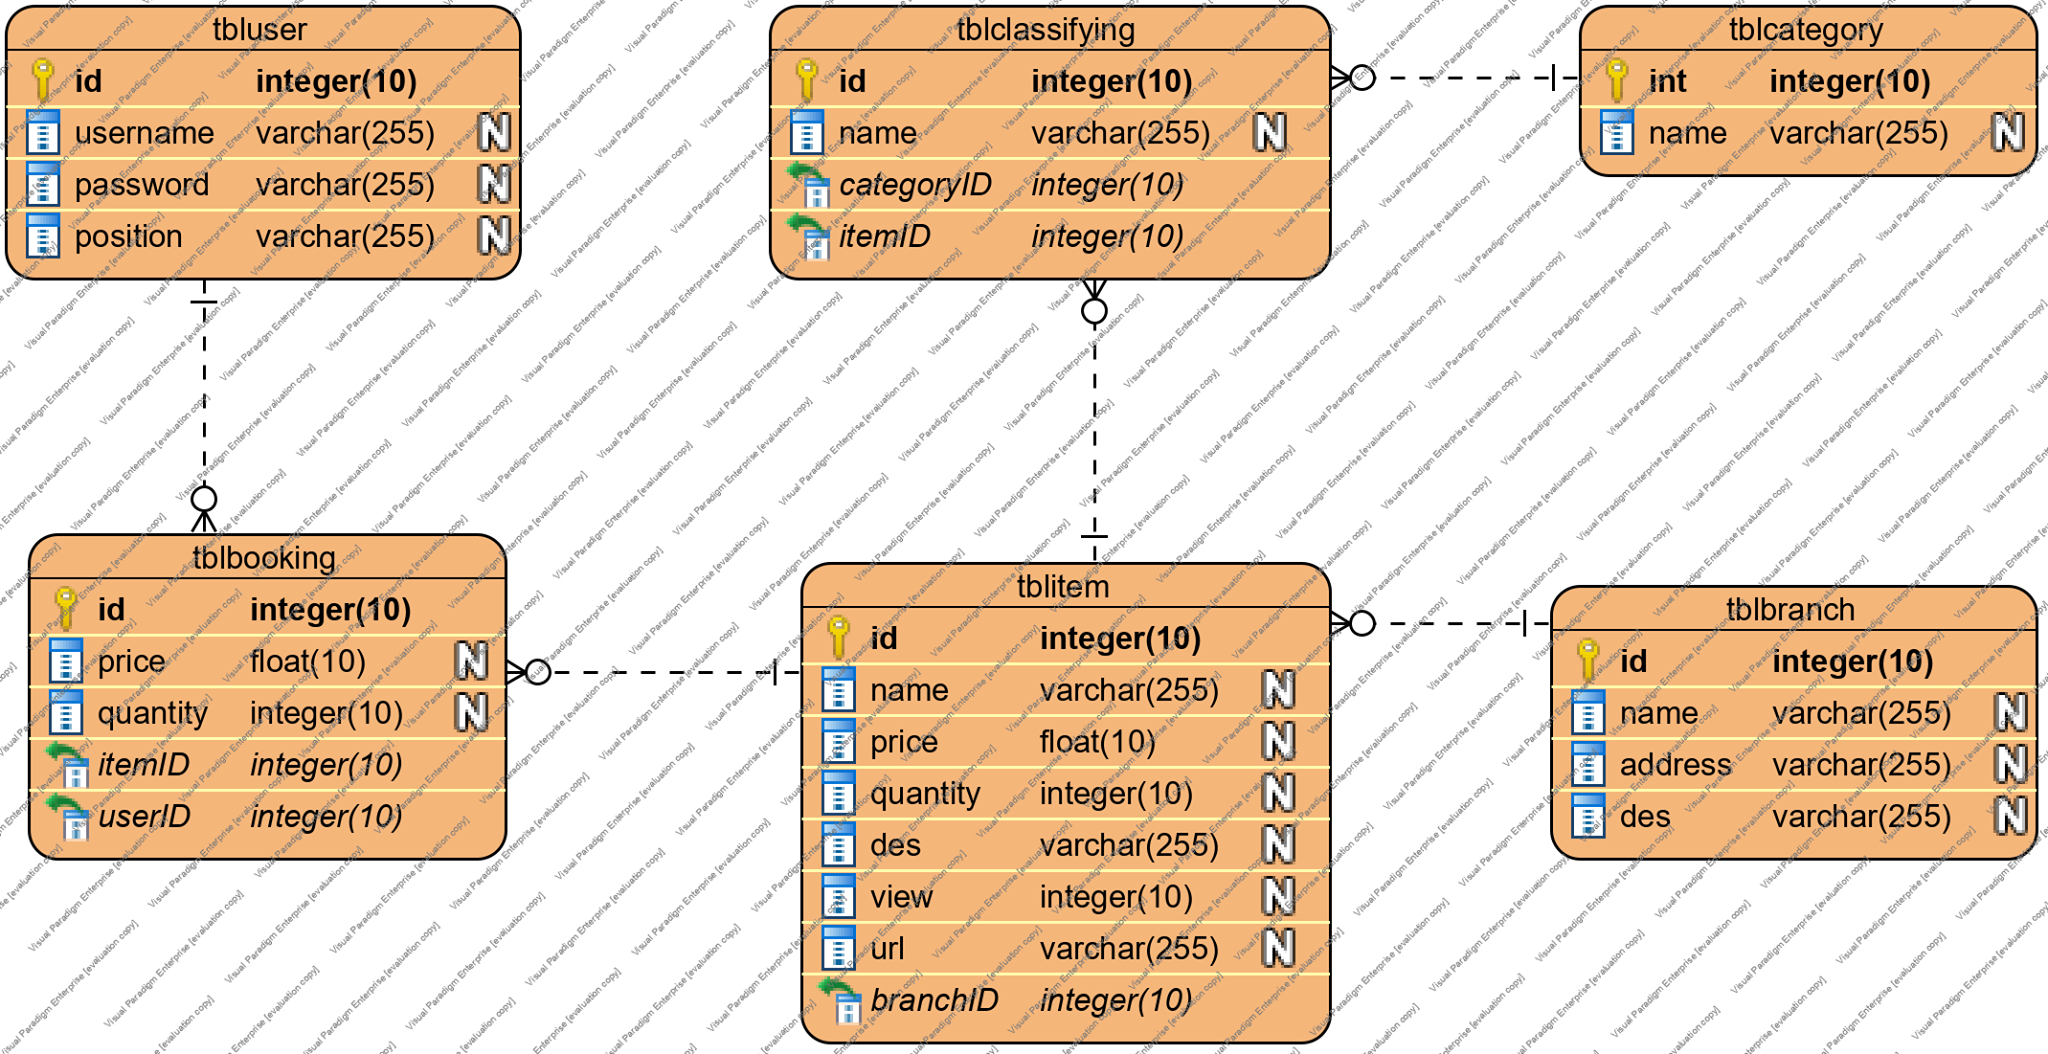 tbluser
id integer(10)
username varchar(255) N
password varchar(255) N
position varchar(255) N
tblclassifying
id integer(10)
name varchar(255) N
categoryID integer(10)
itemID integer(10)
tblcategory
int integer(10)
name varchar(255) N
tblbooking
id integer(10)
price float(10) N
quantity integer(10) N
itemID integer(10)
userID integer(10)
tblitem
id integer(10)
name varchar(255) N
price float(10) N
quantity integer(10) N
des varchar(255) N
view integer(10) N
url varchar(255) N
branchID integer(10)
tblbranch
id integer(10)
name varchar(255) N
address varchar(255) N
des varchar(255) N
Visual Paradigm Enterprise [evaluation copy]